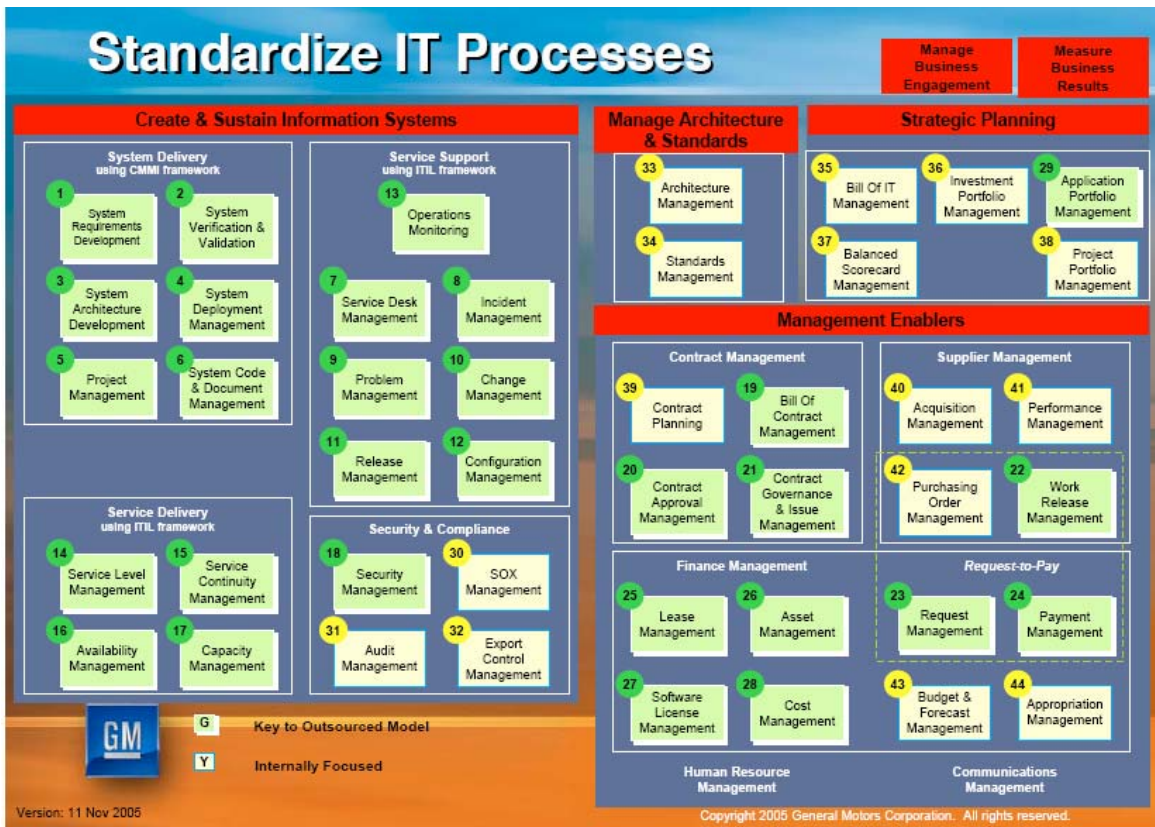 Standardize IT Processes
Manage
Business
Engagement
Measure
Business
Results
Create & Sustain Information Systems
System Delivery
using CMMI framework
1
System
Requirements
Development
2
System
Verification &
Validation
3
System
Architecture
Development
4
System
Deployment
Management
5
Project
Management
6
System Code
& Document
Management
Service Support
using ITIL framework
13
Operations
Monitoring
7
Service Desk
Management
8
Incident
Management
9
Problem
Management
10
Change
Management
11
Release
Management
12
Configuration
Management
Service Delivery
using ITIL framework
14
Service Level
Management
15
Service
Continuity
Management
16
Availability
Management
17
Capacity
Management
Security & Compliance
18
Security
Management
30
SOX
Management
31
Audit
Management
32
Export
Control
Management
Manage Architecture
& Standards
33
Architecture
Management
34
Standards
Management
Strategic Planning
35
Bill Of IT
Management
36
Investment
Portfolio
Management
29
Application
Portfolio
Management
37
Balanced
Scorecard
Management
38
Project
Portfolio
Management
Management Enablers
Contract Management
39
Contract
Planning
19
Bill Of
Contract
Management
20
Contract
Approval
Management
21
Contract
Governance
& Issue
Management
Supplier Management
40
Acquisition
Management
41
Performance
Management
42
Purchasing
Order
Management
22
Work
Release
Management
Finance Management
25
Lease
Management
26
Asset
Management
27
Software
License
Management
28
Cost
Management
Request-to-Pay
23
Request
Management
24
Payment
Management
43
Budget &
Forecast
Management
44
Appropriation
Management
Human Resource
Management
Communications
Management
GM
G
Key to Outsourced Model
Y
Internally Focused
Version: 11 Nov 2005
Copyright 2005 General Motors Corporation. All rights reserved.